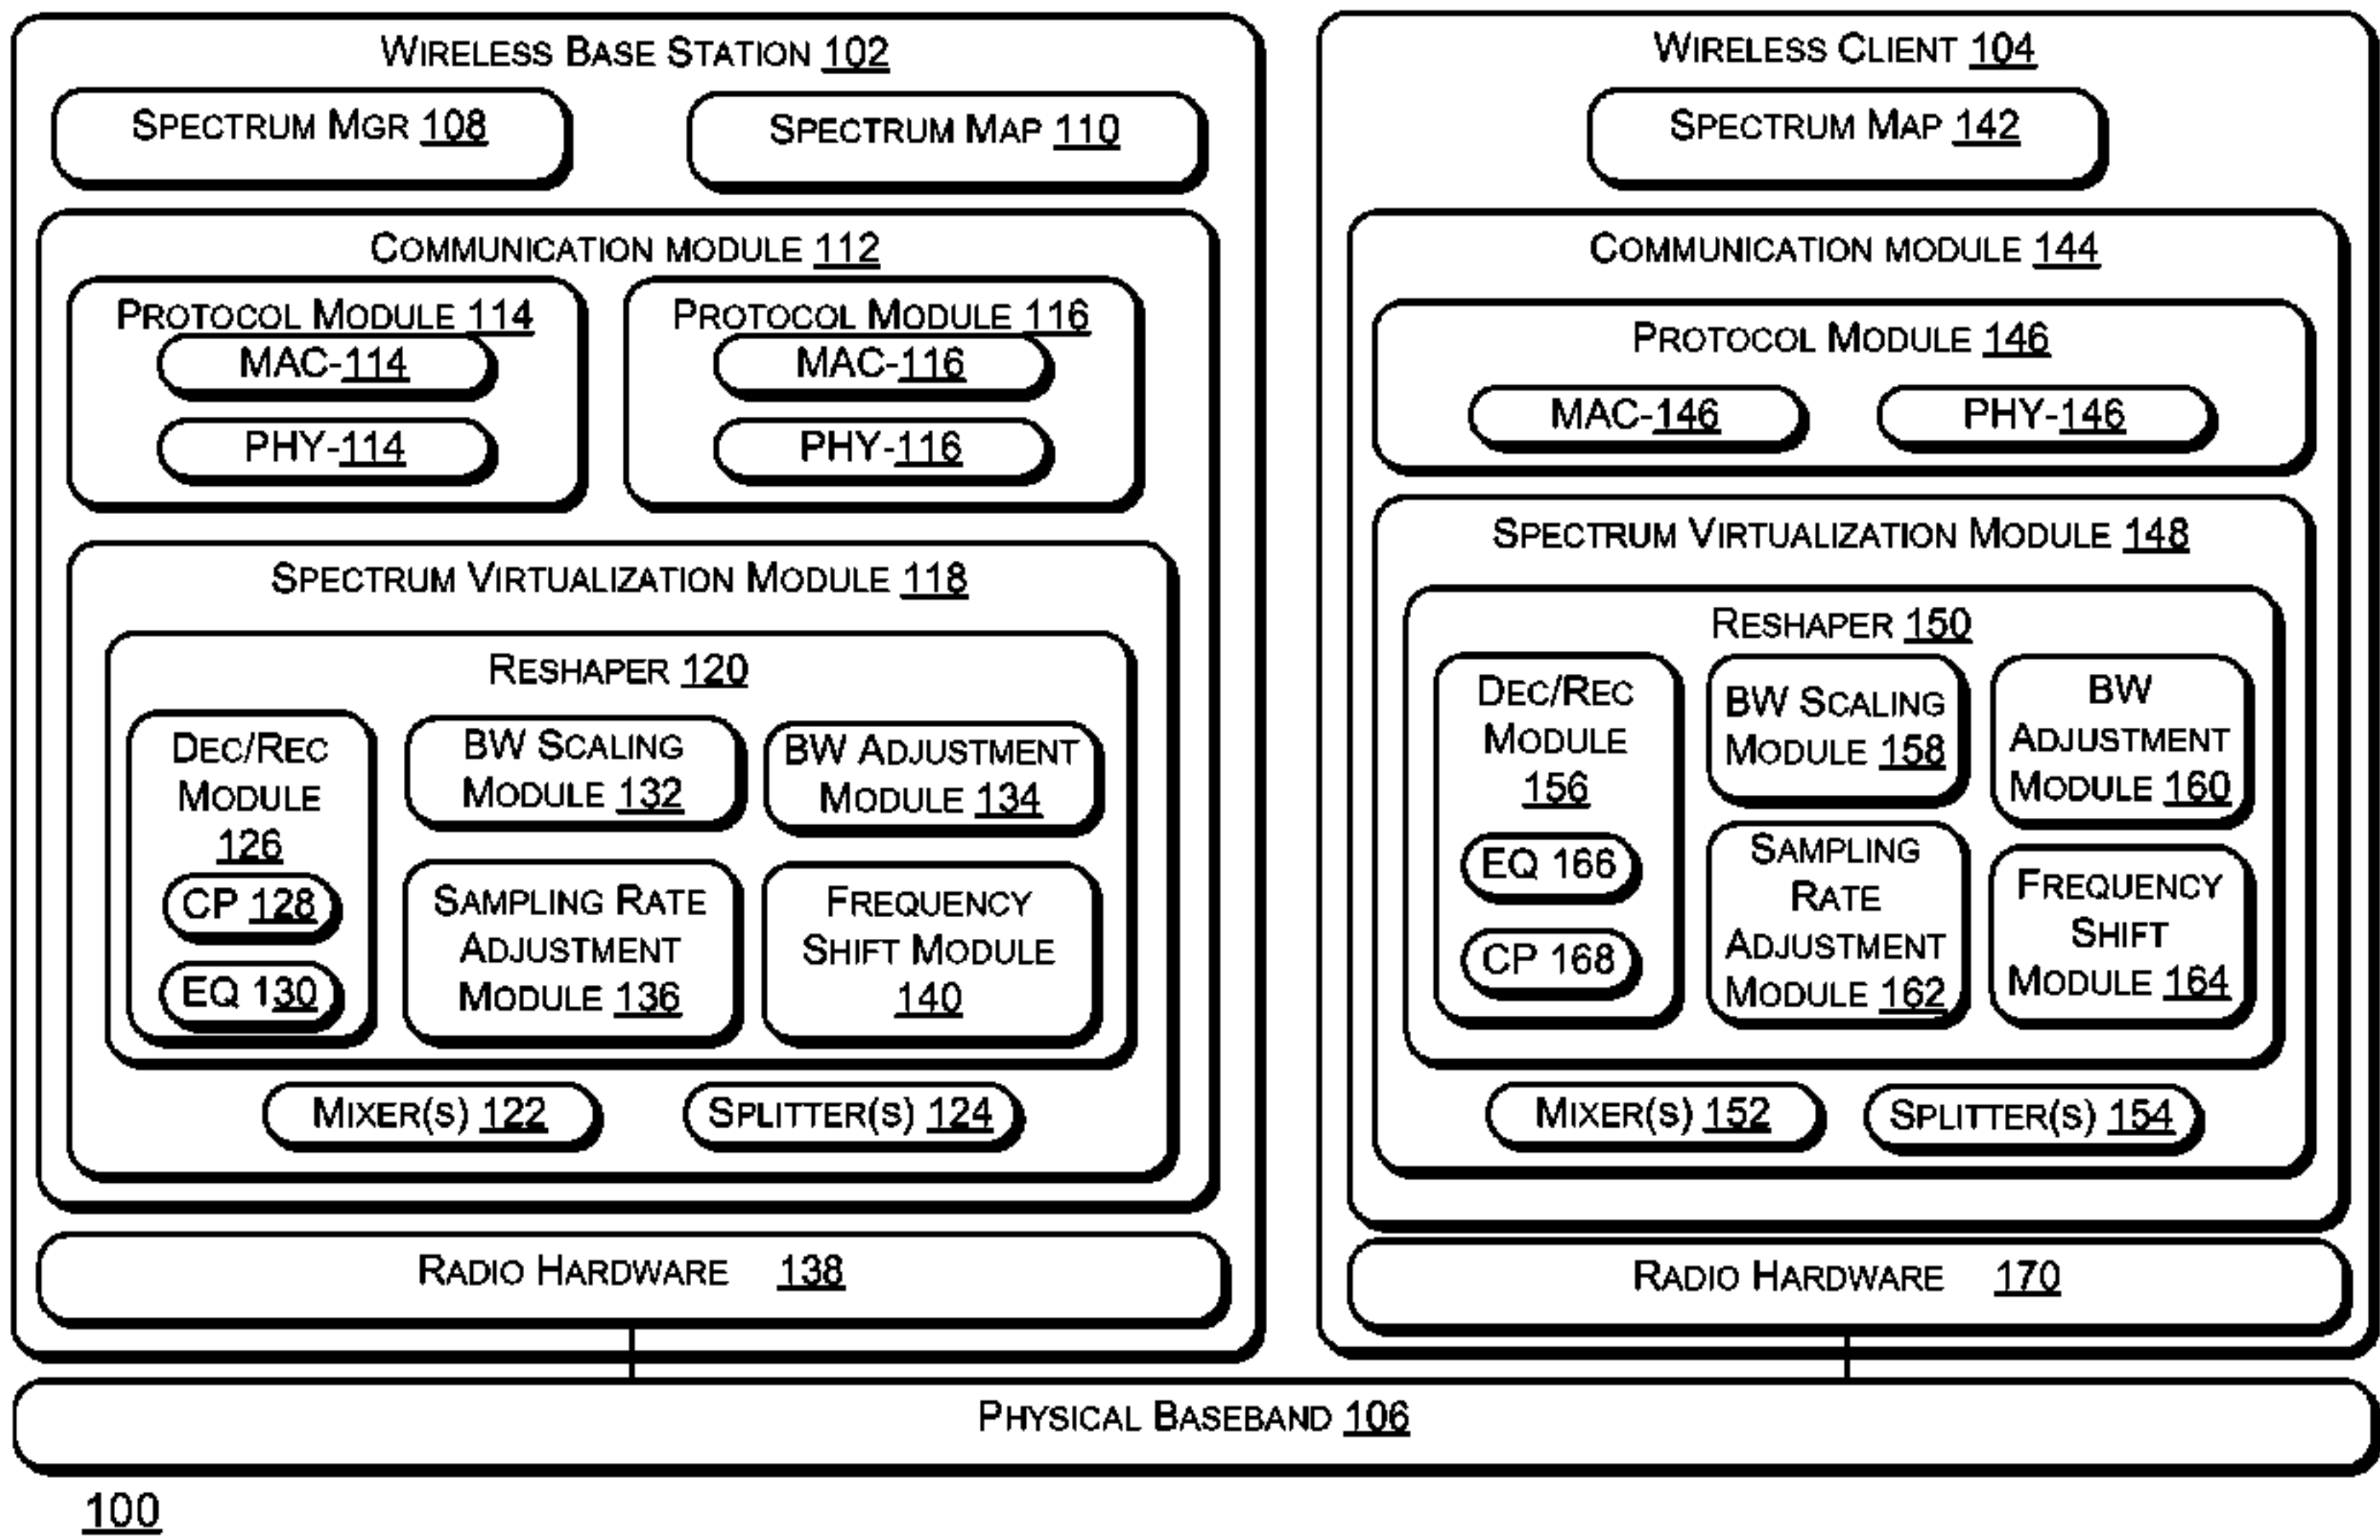 WIRELESS BASE STATION 102
SPECTRUM MGR 108
SPECTRUM MAP 110
COMMUNICATION MODULE 112
PROTOCOL MODULE 114
MAC-114
PHY-114
PROTOCOL MODULE 116
MAC-116
PHY-116
SPECTRUM VIRTUALIZATION MODULE 118
RESHAPER 120
DEC/REC
MODULE
126
CP 128
EQ 130
BW SCALING
MODULE 132
BW ADJUSTMENT
MODULE 134
SAMPLING RATE
ADJUSTMENT
MODULE 136
FREQUENCY
SHIFT MODULE
140
MIXER(S) 122
SPLITTER(S) 124
RADIO HARDWARE 138
WIRELESS CLIENT 104
SPECTRUM MAP 142
COMMUNICATION MODULE 144
PROTOCOL MODULE 146
MAC-146
PHY-146
SPECTRUM VIRTUALIZATION MODULE 148
RESHAPER 150
DEC/REC
MODULE
156
EQ 166
CP 168
BW SCALING
MODULE 158
BW
ADJUSTMENT
MODULE 160
SAMPLING
RATE
ADJUSTMENT
MODULE 162
FREQUENCY
SHIFT
MODULE 164
MIXER(S) 152
SPLITTER(S) 154
RADIO HARDWARE 170
PHYSICAL BASEBAND 106
100